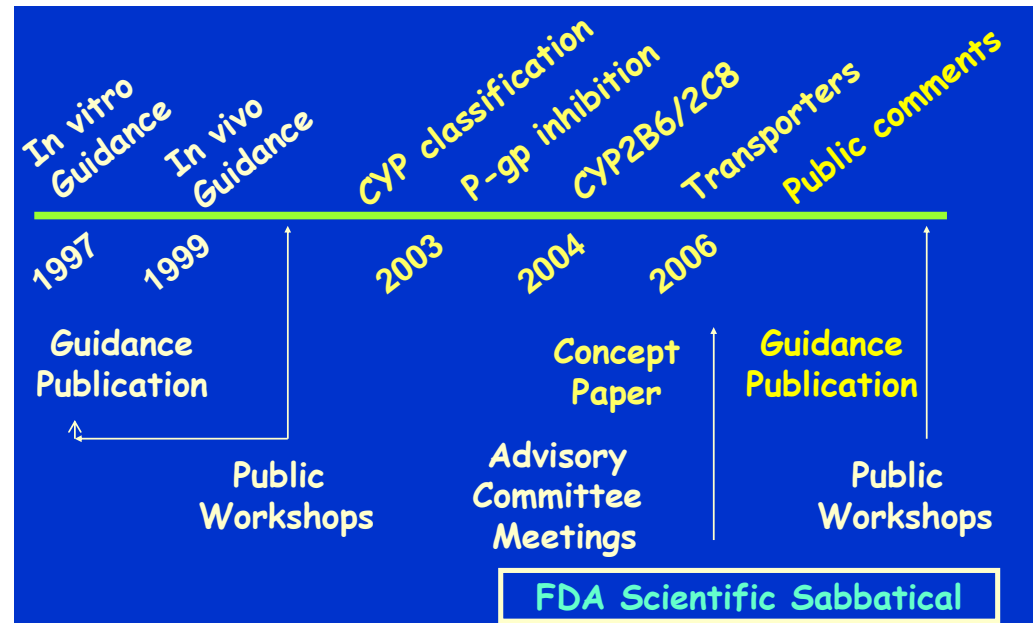 In vitro
Guidance
In vivo
Guidance
CYP classification
P-gp inhibition
CYP2B6/2C8
Transporters
Public comments
1997
1999
2003
2004
2006
Guidance
Publication
Concept
Paper
Guidance
Publication
Public
Workshops
Advisory
Committee
Meetings
Public
Workshops
FDA Scientific Sabbatical